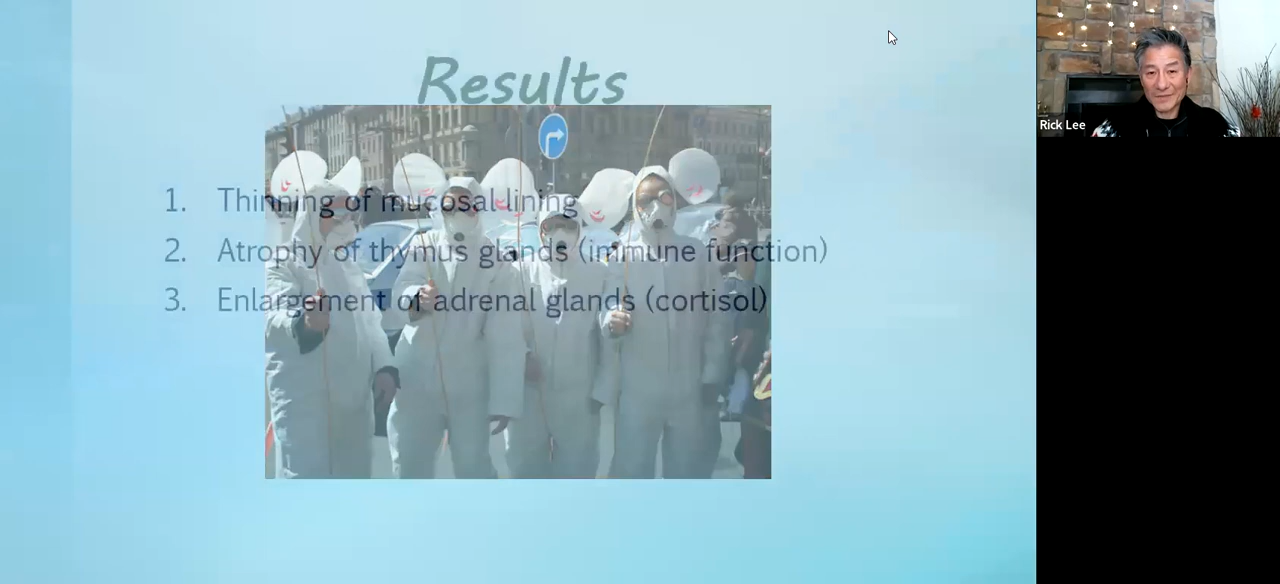 Results
1. Thinning of mucosal lining
2. Atrophy of thymus glands (immune function)
3. Enlargement of adrenal glands (cortisol)
Rick Lee